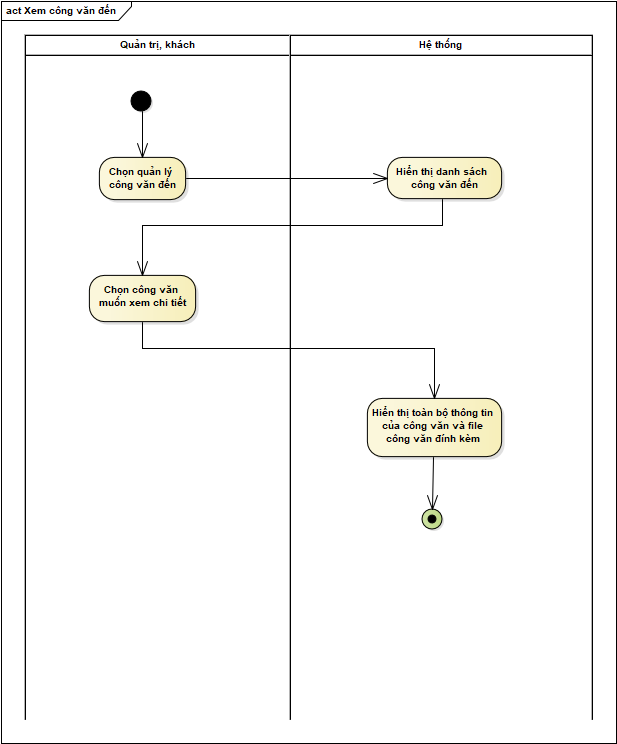 act Xem công văn đến
Quản trị, khách
Hệ thống
Chọn quản lý
công văn đến
Hiển thị danh sách
công văn đến
Chọn công văn
muốn xem chi tiết
Hiển thị toàn bộ thông tin
của công văn và file
công văn đính kèm